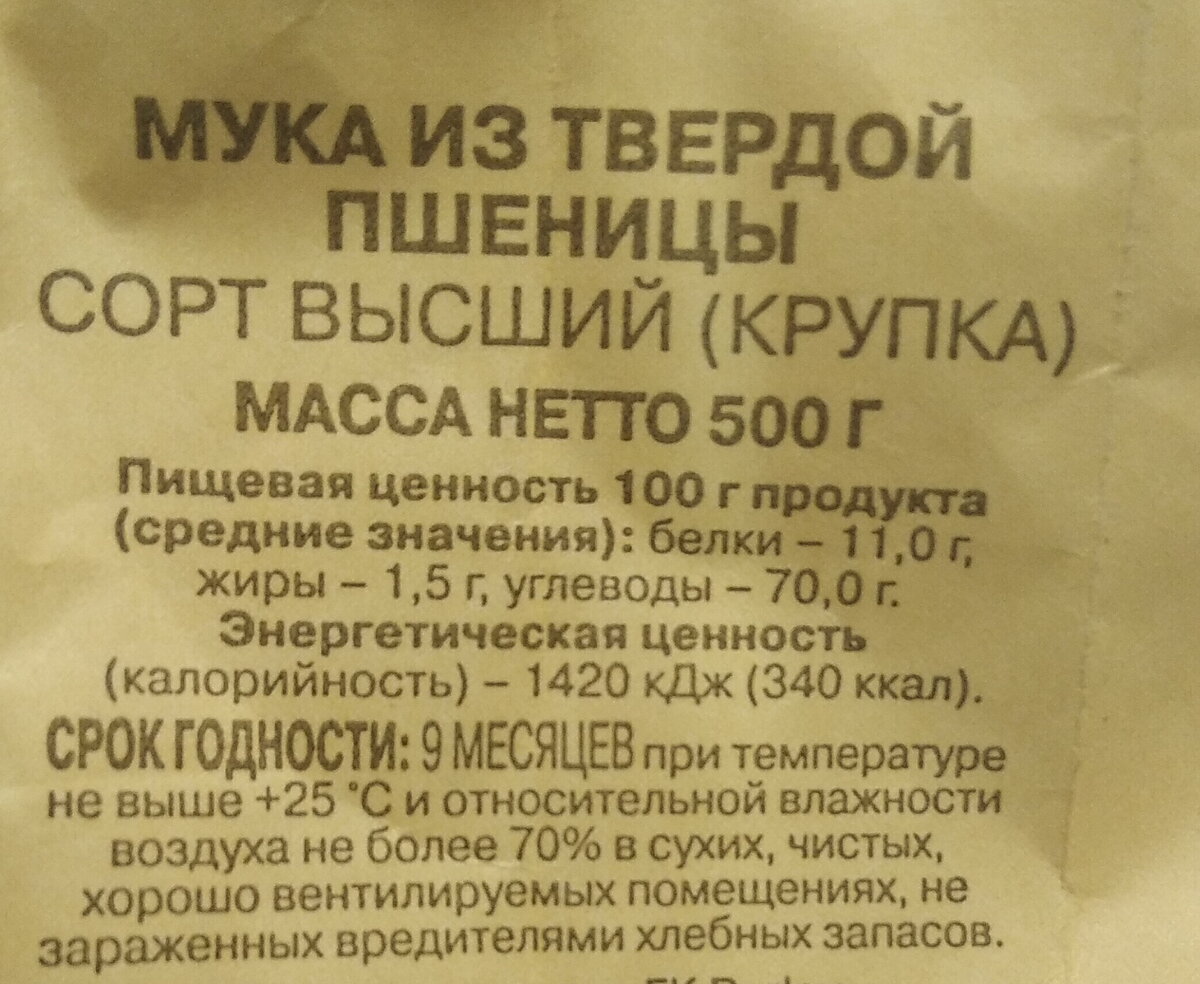 МУКА ИЗ ТВЕРДОЙ
ПШЕНИЦЫ
СОРТ ВЫСШИЙ (КРУПКА)
МАССА НЕТТО 500 Г
Пищевая ценность 100 г продукта
(средние значения): белки – 11,0 г,
жиры – 1,5 г, углеводы – 70,0 г.
Энергетическая ценность
(калорийность) – 1420 кДж (340 ккал).
СРОК ГОДНОСТИ: 9 МЕСЯЦЕВ при температуре
не выше +25 °С и относительной влажности
воздуха не более 70% в сухих, чистых,
хорошо вентилируемых помещениях, не
зараженных вредителями хлебных запасов.